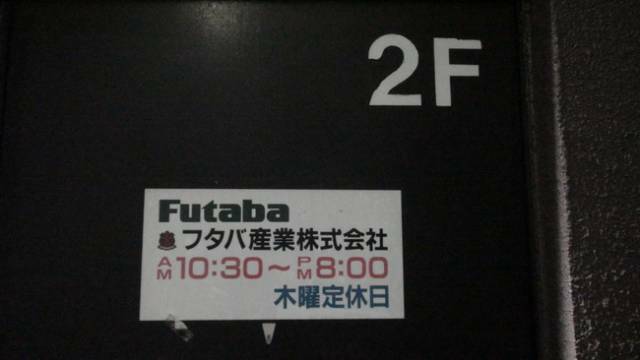 2F
Futaba
フタバ産業株式会社
AM10:30～PM8:00
木曜定休日